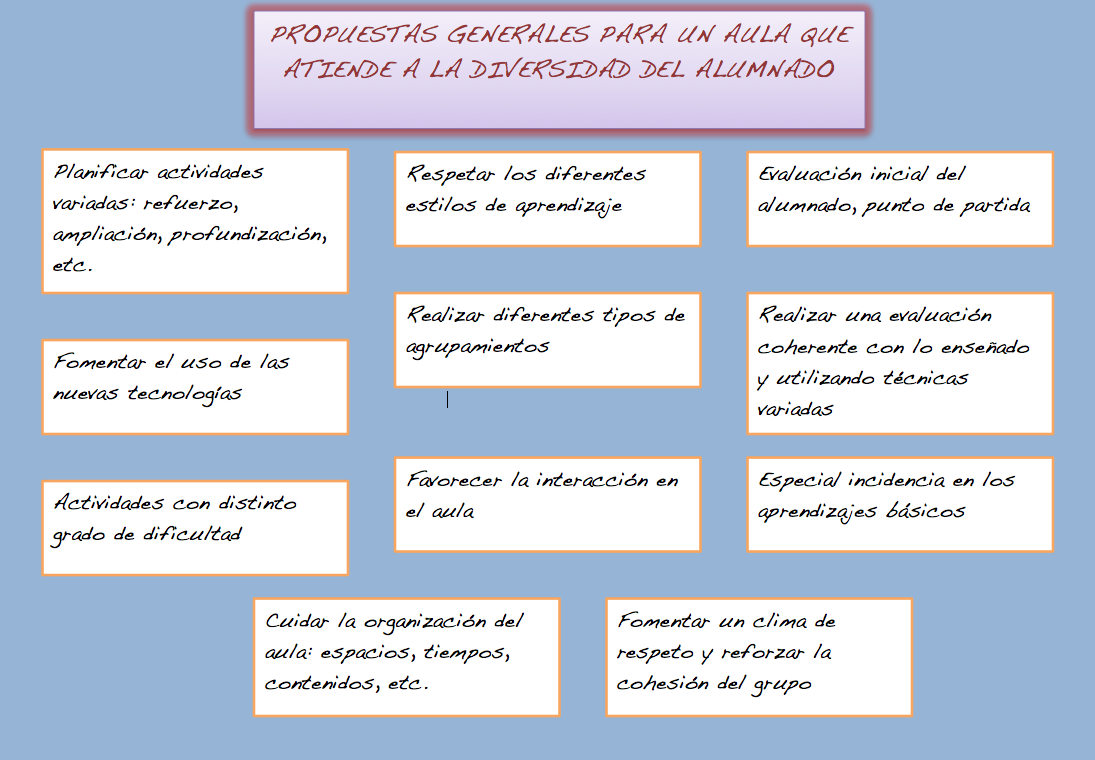 PROPUESTAS GENERALES PARA UN AULA QUE
ATIENDE A LA DIVERSIDAD DEL ALUMNADO
Planificar actividades
variadas: refuerzo,
ampliación, profundización,
etc.
Respetar los diferentes
estilos de aprendizaje
Evaluación inicial del
alumnado, punto de partida
Fomentar el uso de las
nuevas tecnologías
Realizar diferentes tipos de
agrupamientos
Realizar una evaluación
coherente con lo enseñado
y utilizando técnicas
variadas
Actividades con distinto
grado de dificultad
Favorecer la interacción en
el aula
Especial incidencia en los
aprendizajes básicos
Cuidar la organización del
aula: espacios, tiempos,
contenidos, etc.
Fomentar un clima de
respeto y reforzar la
cohesión del grupo